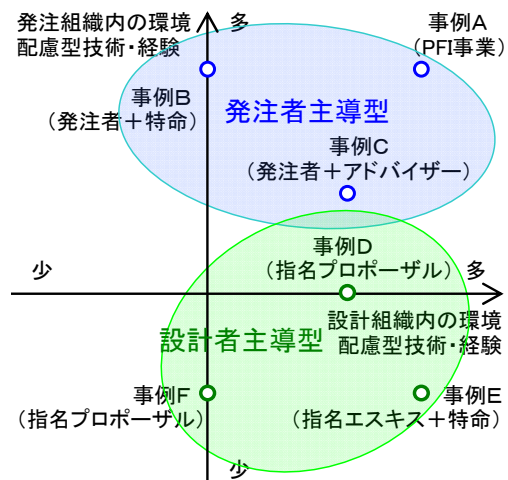 発注組織内の環境
配慮型技術・経験
多
事例A
（PFI事業）
事例B
（発注者＋特命）
発注者主導型
事例C
（発注者＋アドバイザー）
事例D
（指名プロポーザル）
少
多
設計組織内の環境
配慮型技術・経験
設計者主導型
事例F
（指名プロポーザル）
事例E
（指名エスキス＋特命）
少